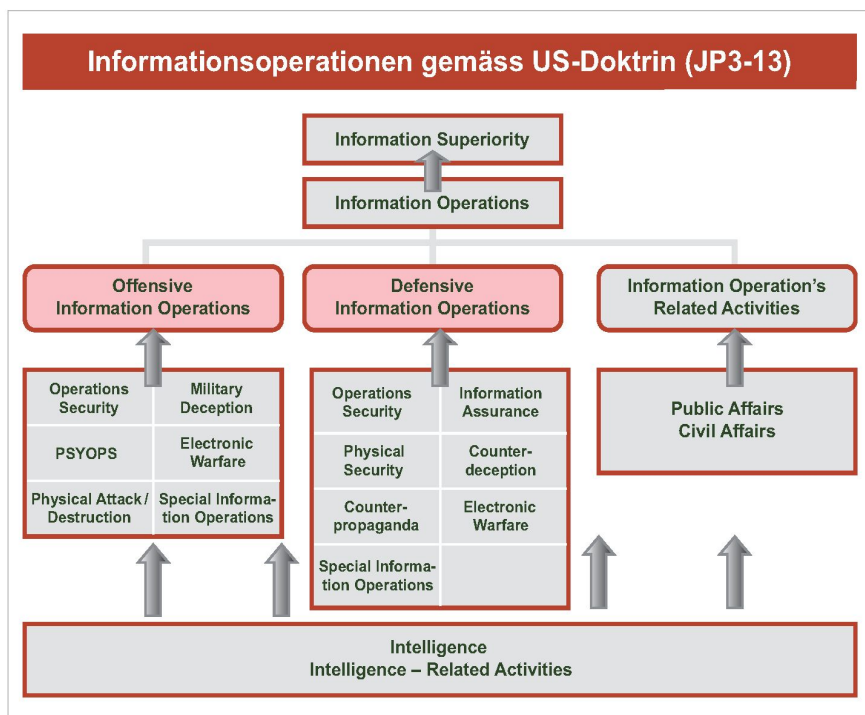 Informationsoperationen gemäss US-Doktrin (JP3-13)
Information Superiority
Information Operations
Offensive
Information Operations
Defensive
Information Operations
Information Operation's
Related Activities
Operations
Security
Military
Deception
PSYOPS
Electronic
Warfare
Physical Attack/
Destruction
Special Informa-
tion Operations
Operations
Security
Information
Assurance
Physical
Security
Counter-
deception
Counter-
propaganda
Electronic
Warfare
Special Informa-
tion Operations
Public Affairs
Civil Affairs
Intelligence
Intelligence – Related Activities